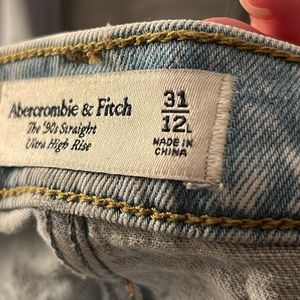 Abercrombie & Fitch
The '90s Straight
Ultra High Rise
31
12L
MADE IN
CHINA